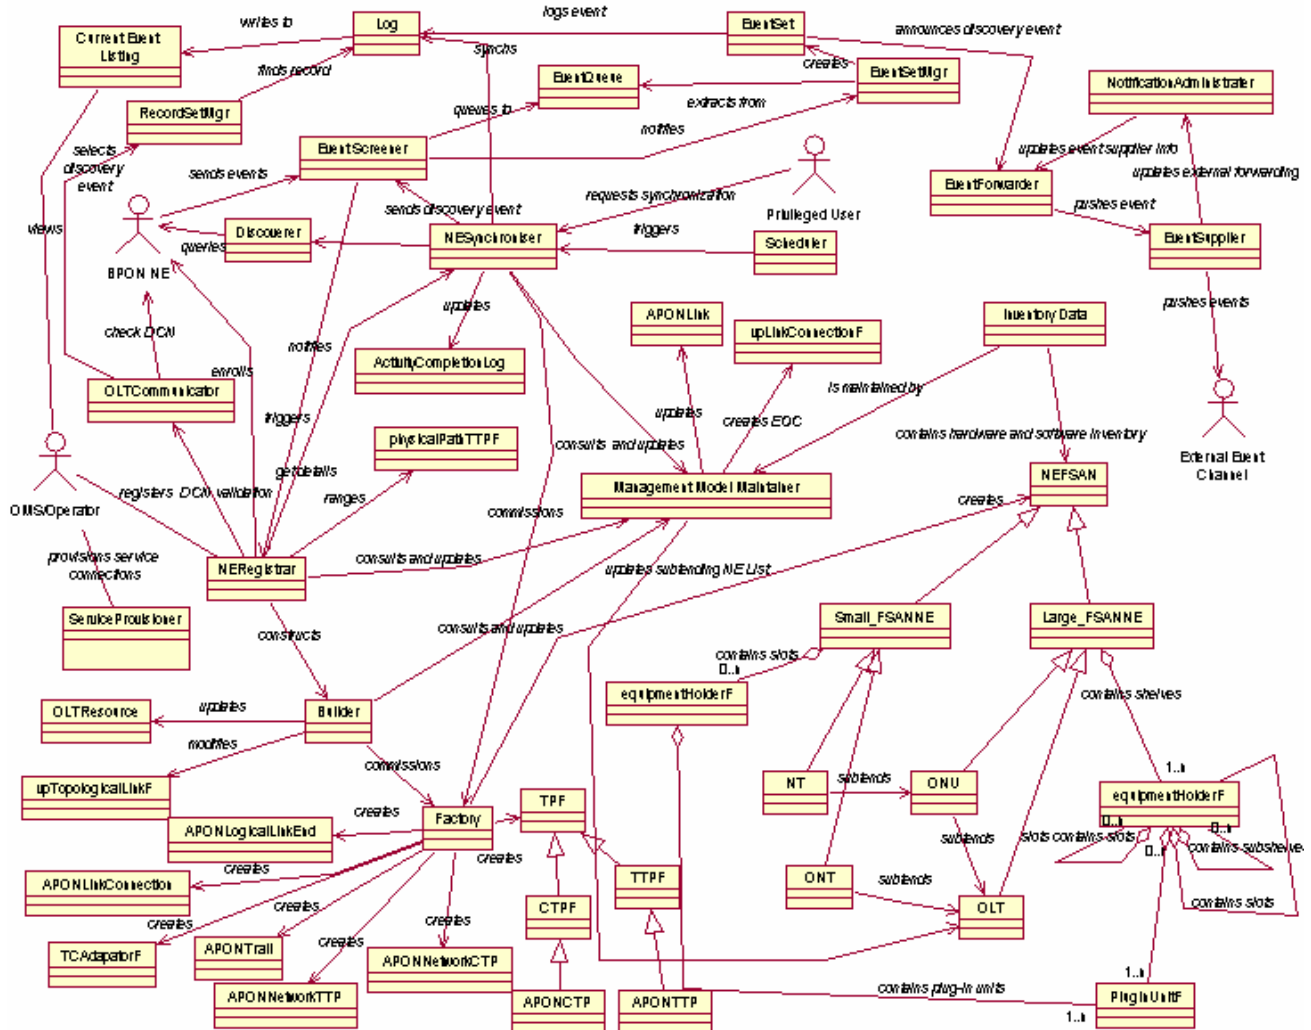 logs event
writes to
Log
EventSet
announces discovery event
Current Event
Listing
synchs
creates
finds record
EventQueue
EventSetMgr
NotificationAdministrater
RecordSetMgr
queues to
extracts from
notifies
selects
discovery
event
EventScreener
updates event supplier info
updates external forwarding
sends events
requests synchronization
EventForwarder
sends discovery event
Privileged User
pushes event
views
Discoverer
NESynchroniser
triggers
Scheduler
EventSupplier
queries
BPON NE
updates
pushes events
APONLink
upLinkConnectionF
Inventory Data
check DCN
notifies
ActivityCompletionLog
enrolls
is maintained by
OLTCommunicator
updates
creates EOC
triggers
physicalPathTTPF
consults and updates
contains hardware and software inventory
External Event
Channel
get details
registers
DCN validation
ranges
Management Model Maintainer
creates
NEFSAN
OMS/Operator
commissions
provisions service
connections
NERegistrar
consults and updates
updates subtending NE List
ServiceProvisioner
constructs
consults and updates
Small_FSANNE
Large_FSANNE
contains slots
0..n
equipmentHolderF
contains shelves
OLTResource
updates
Builder
modifies
commissions
1..n
upTopologicalLinkF
NT
subtends
ONU
equipmentHolderF
creates
Factory
TPF
APONLogicalLinkEnd
creates
subtends
slots contains slots
0..n
0..n
0..n
contains subshelves
creates
APONLinkConnection
TTPF
ONT
subtends
creates
creates
creates
creates
CTPF
OLT
contains slots
TCAdapatorF
APONTrail
APONNetworkCTP
APONNetworkTTP
APONCTP
APONTTP
contains plug-in units
1..n
1..n
PlugInUnitF